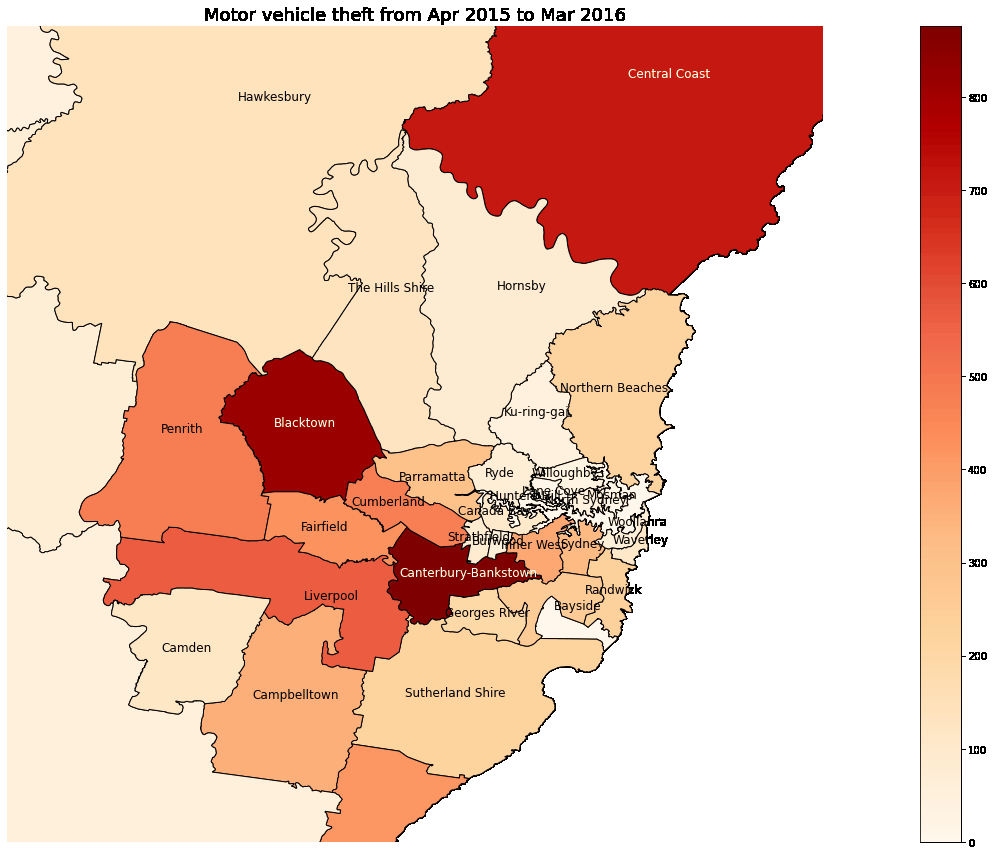 Motor vehicle theft from Apr 2015 to Mar 2016
Central Coast
Hawkesbury
800
700
The Hills Shire
Hornsby
600
Northern Beaches
500
Ku-ring-gai
Blacktown
Penrith
Parramatta
Ryde
Willoughby
400
Lane Cove
Mosman
Hunters Hill
North Sydney
Cumberland
Canada Bay
Fairfield
Woollahra
Strathfield
Burwood
Inner West
Sydney
Waverley
300
Canterbury-Bankstown
Liverpool
Randwick
Bayside
Georges River
200
Camden
Campbelltown
Sutherland Shire
100
0